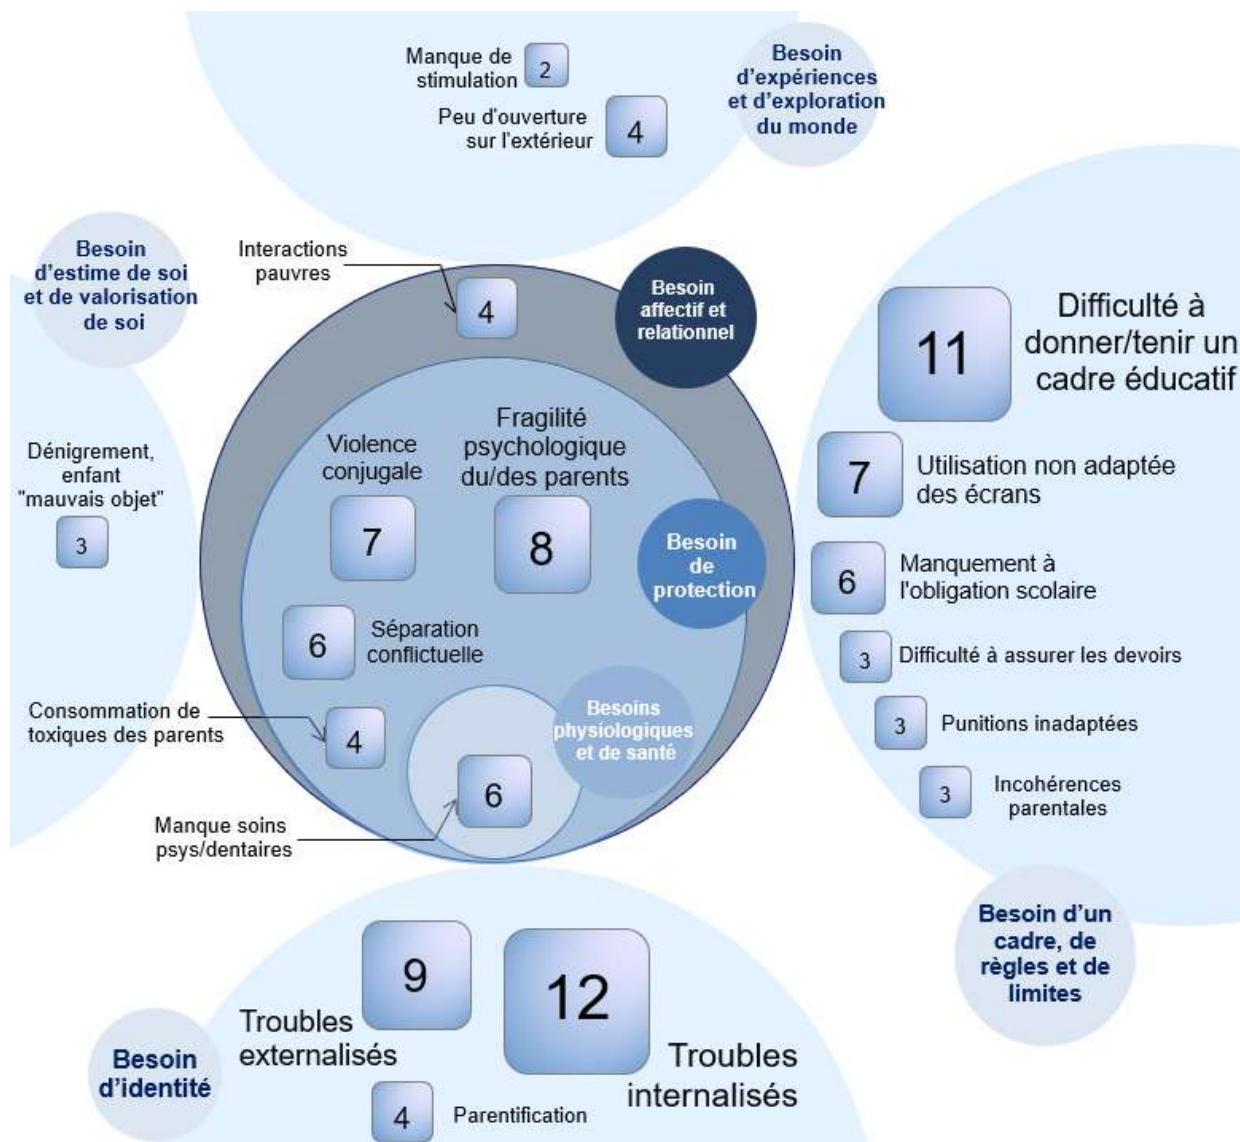 Manque de
stimulation
2
Peu d'ouverture
sur l'extérieur
4
Besoin
d'expériences
et d'exploration
du monde
Besoin
d'estime de soi
et de valorisation
de soi
Dénigrement,
enfant
"mauvais objet"
3
Interactions
pauvres
4
Besoin
affectif et
relationnel
Violence
conjugale
7
Fragilité
psychologique
du/des parents
8
Besoin
de
protection
6
Séparation
conflictuelle
Consommation de
toxiques des parents
4
Besoins
physiologiques
et de santé
Manque soins
psys/dentaires
6
11
Difficulté à
donner/tenir un
cadre éducatif
7
Utilisation non adaptée
des écrans
6
Manquement à
l'obligation scolaire
3
Difficulté à assurer les devoirs
3
Punitions inadaptées
3
Incohérences
parentales
Besoin d’un
cadre, de
règles et de
limites
9
Troubles
externalisés
12
Troubles
internalisés
4
Parentification
Besoin
d’identité